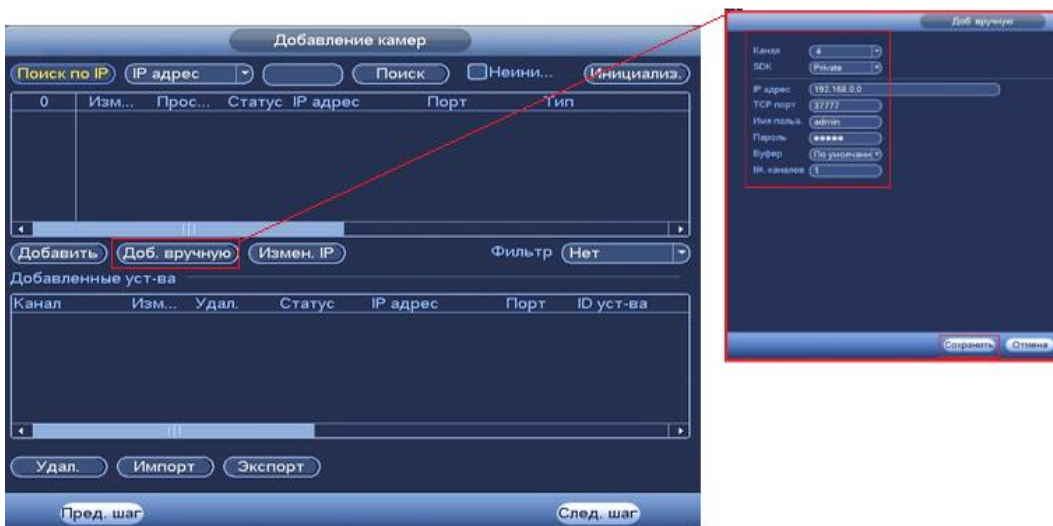 Добавление камер
Поиск по IP IP адрес Поиск Неини... Инициализ.
0 Изм... Прос... Статус IP адрес Порт Тип
Добавить Доб. вручную Измен. IP Фильтр Нет
Добавленные уст-ва
Канал Изм... Удал. Статус IP адрес Порт ID уст-ва
Удал. Импорт Экспорт
Пред. шаг След. шаг
Доб. вручную
Канал 4
SDK Private
IP адрес 192.168.0.0
TCP порт 37777
Имя польз. admin
Пароль •••••
Буфер По умолчани
№. каналов 1
Сохранить Отмена